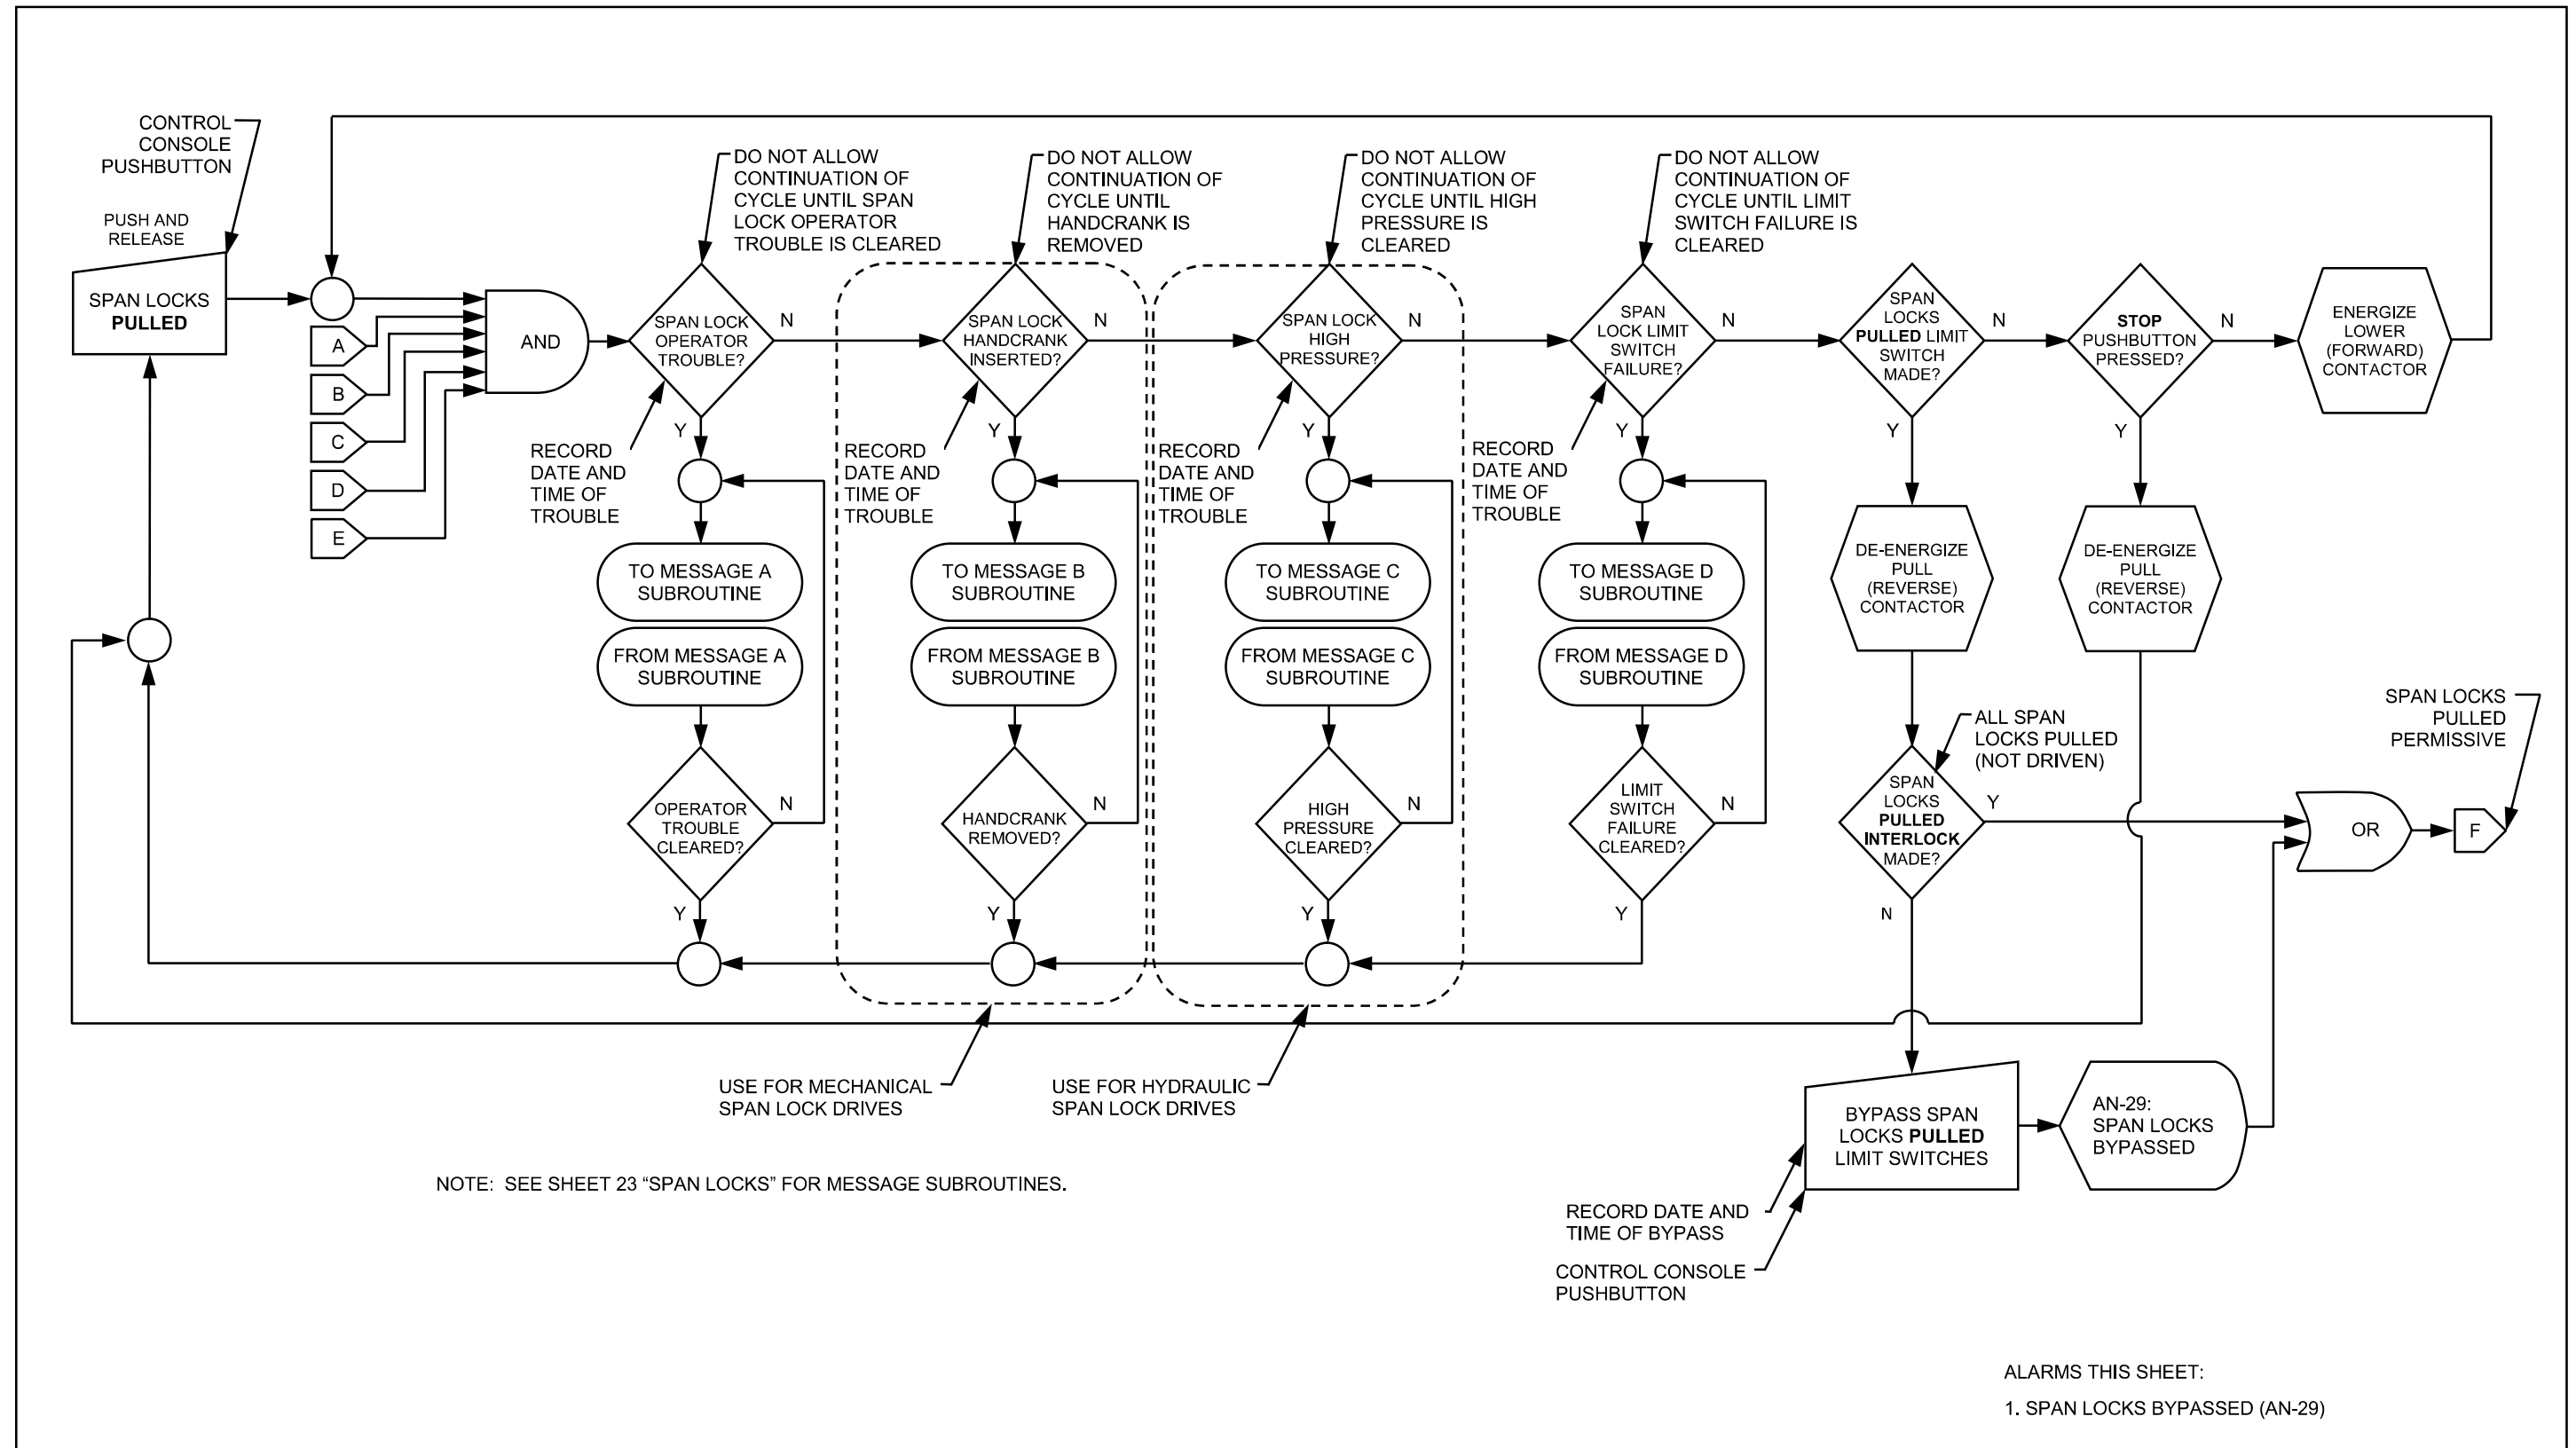 CONTROL
CONSOLE
PUSHBUTTON
PUSH AND
RELEASE
SPAN LOCKS
PULLED
A
B
C
D
E
AND
DO NOT ALLOW
CONTINUATION OF
CYCLE UNTIL SPAN
LOCK OPERATOR
TROUBLE IS CLEARED
SPAN LOCK
OPERATOR
TROUBLE?
N
Y
RECORD
DATE AND
TIME OF
TROUBLE
TO MESSAGE A
SUBROUTINE
FROM MESSAGE A
SUBROUTINE
OPERATOR
TROUBLE
CLEARED?
N
Y
DO NOT ALLOW
CONTINUATION OF
CYCLE UNTIL
HANDCRANK IS
REMOVED
SPAN LOCK
HANDCRANK
INSERTED?
N
Y
RECORD
DATE AND
TIME OF
TROUBLE
TO MESSAGE B
SUBROUTINE
FROM MESSAGE B
SUBROUTINE
HANDCRANK
REMOVED?
N
Y
USE FOR MECHANICAL
SPAN LOCK DRIVES
DO NOT ALLOW
CONTINUATION OF
CYCLE UNTIL HIGH
PRESSURE IS
CLEARED
SPAN LOCK
HIGH
PRESSURE?
N
Y
RECORD
DATE AND
TIME OF
TROUBLE
TO MESSAGE C
SUBROUTINE
FROM MESSAGE C
SUBROUTINE
HIGH
PRESSURE
CLEARED?
N
Y
USE FOR HYDRAULIC
SPAN LOCK DRIVES
DO NOT ALLOW
CONTINUATION OF
CYCLE UNTIL LIMIT
SWITCH FAILURE IS
CLEARED
SPAN
LOCK LIMIT
SWITCH
FAILURE?
N
Y
RECORD
DATE AND
TIME OF
TROUBLE
TO MESSAGE D
SUBROUTINE
FROM MESSAGE D
SUBROUTINE
LIMIT
SWITCH
FAILURE
CLEARED?
N
Y
SPAN
LOCKS
PULLED LIMIT
SWITCH
MADE?
N
Y
DE-ENERGIZE
PULL
(REVERSE)
CONTACTOR
ALL SPAN
LOCKS PULLED
(NOT DRIVEN)
SPAN
LOCKS
PULLED
INTERLOCK
MADE?
Y
N
STOP
PUSHBUTTON
PRESSED?
N
Y
DE-ENERGIZE
PULL
(REVERSE)
CONTACTOR
ENERGIZE
LOWER
(FORWARD)
CONTACTOR
SPAN LOCKS
PULLED
PERMISSIVE
OR
F
BYPASS SPAN
LOCKS PULLED
LIMIT SWITCHES
AN-29:
SPAN LOCKS
BYPASSED
RECORD DATE AND
TIME OF BYPASS
CONTROL CONSOLE
PUSHBUTTON
NOTE: SEE SHEET 23 “SPAN LOCKS” FOR MESSAGE SUBROUTINES.
ALARMS THIS SHEET:
1. SPAN LOCKS BYPASSED (AN-29)